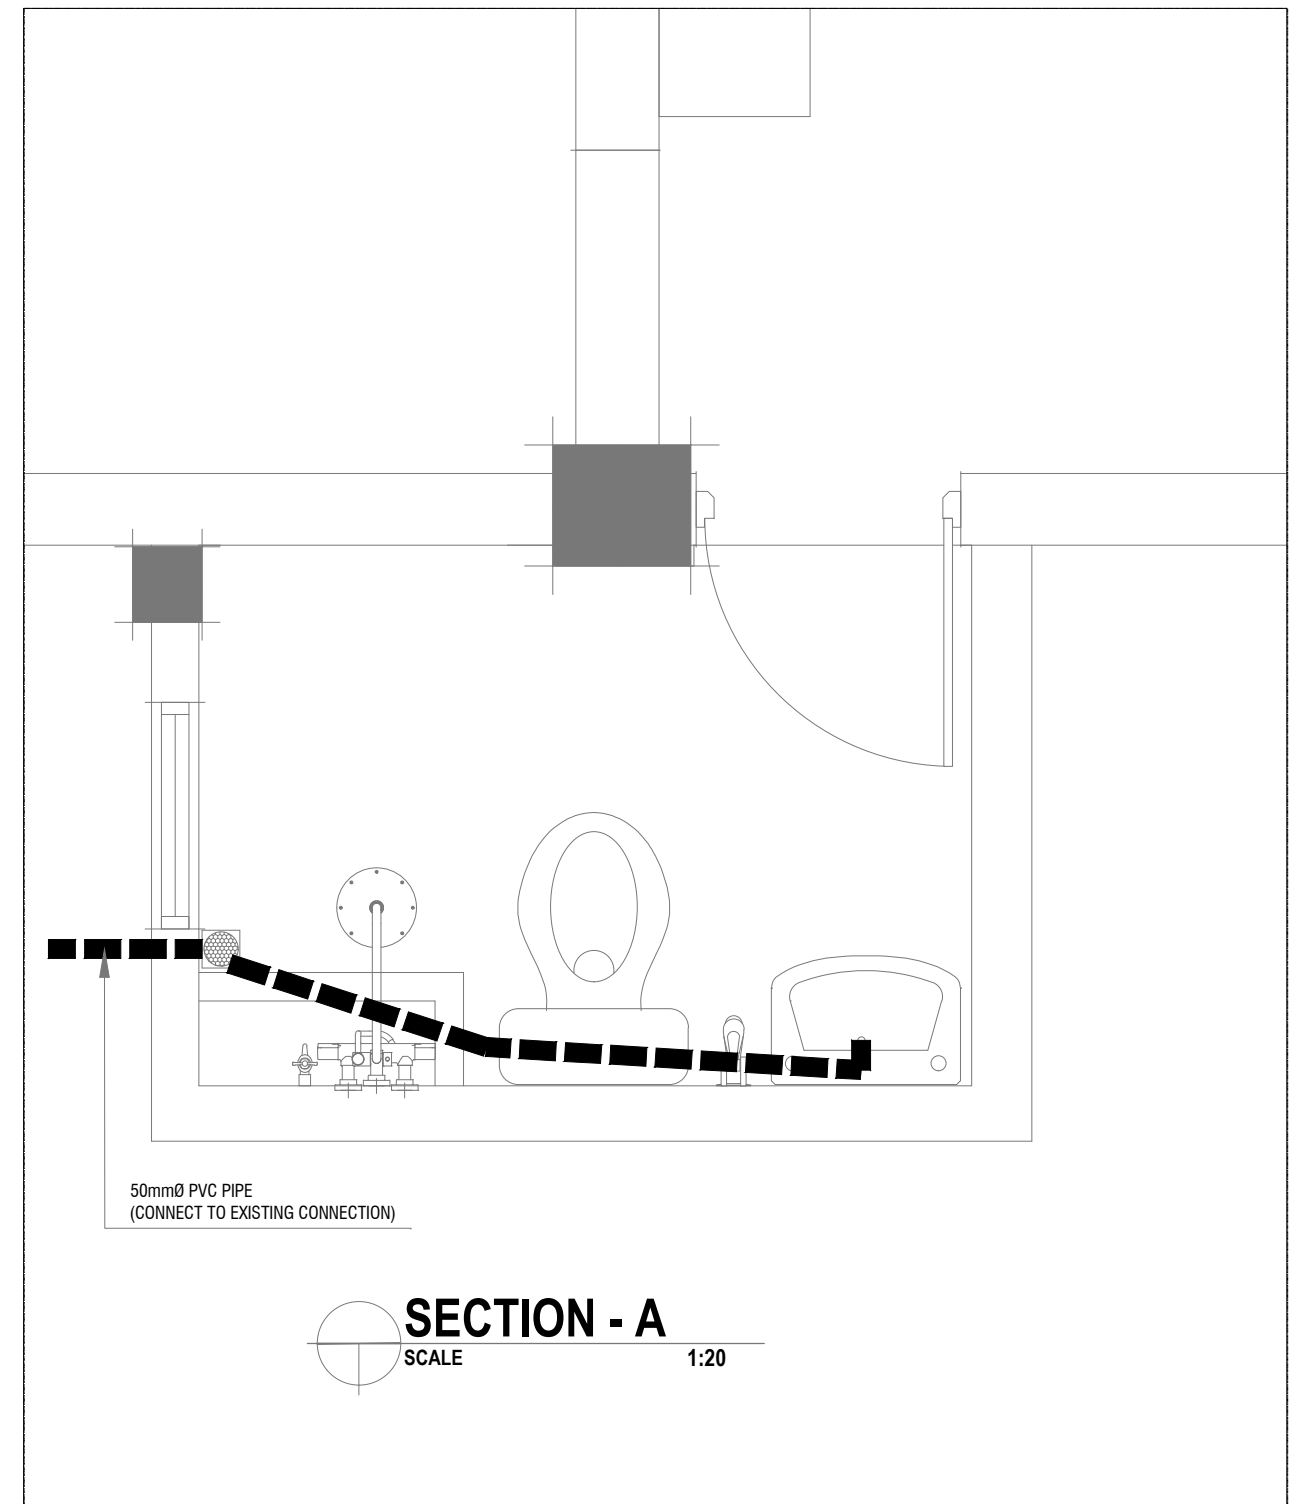 50mmØ PVC PIPE
(CONNECT TO EXISTING CONNECTION)
SECTION - A
SCALE 1:20